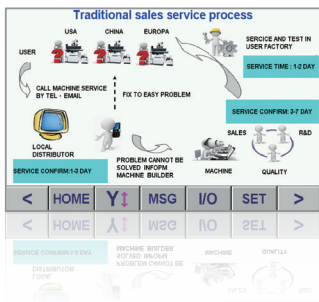 Traditional sales service process
USA
CHINA
EUROPA
SERCICE AND TEST IN
USER FACTORY
USER
SERVICE TIME : 1-2 DAY
CALL MACHINE SERVICE
BY TEL - EMAIL
FIX TO EASY PROBLEM
SERVICE CONFIRM: 2-7 DAY
SALES
R&D
LOCAL
DISTRIBUTOR
PROBLEM CANNOT BE
SOLVED INFOPM
MACHINE BUILDER
MACHINE
QUALITY
SERVICE CONFIRM:1-3 DAY
< HOME Y MSG I/O SET >